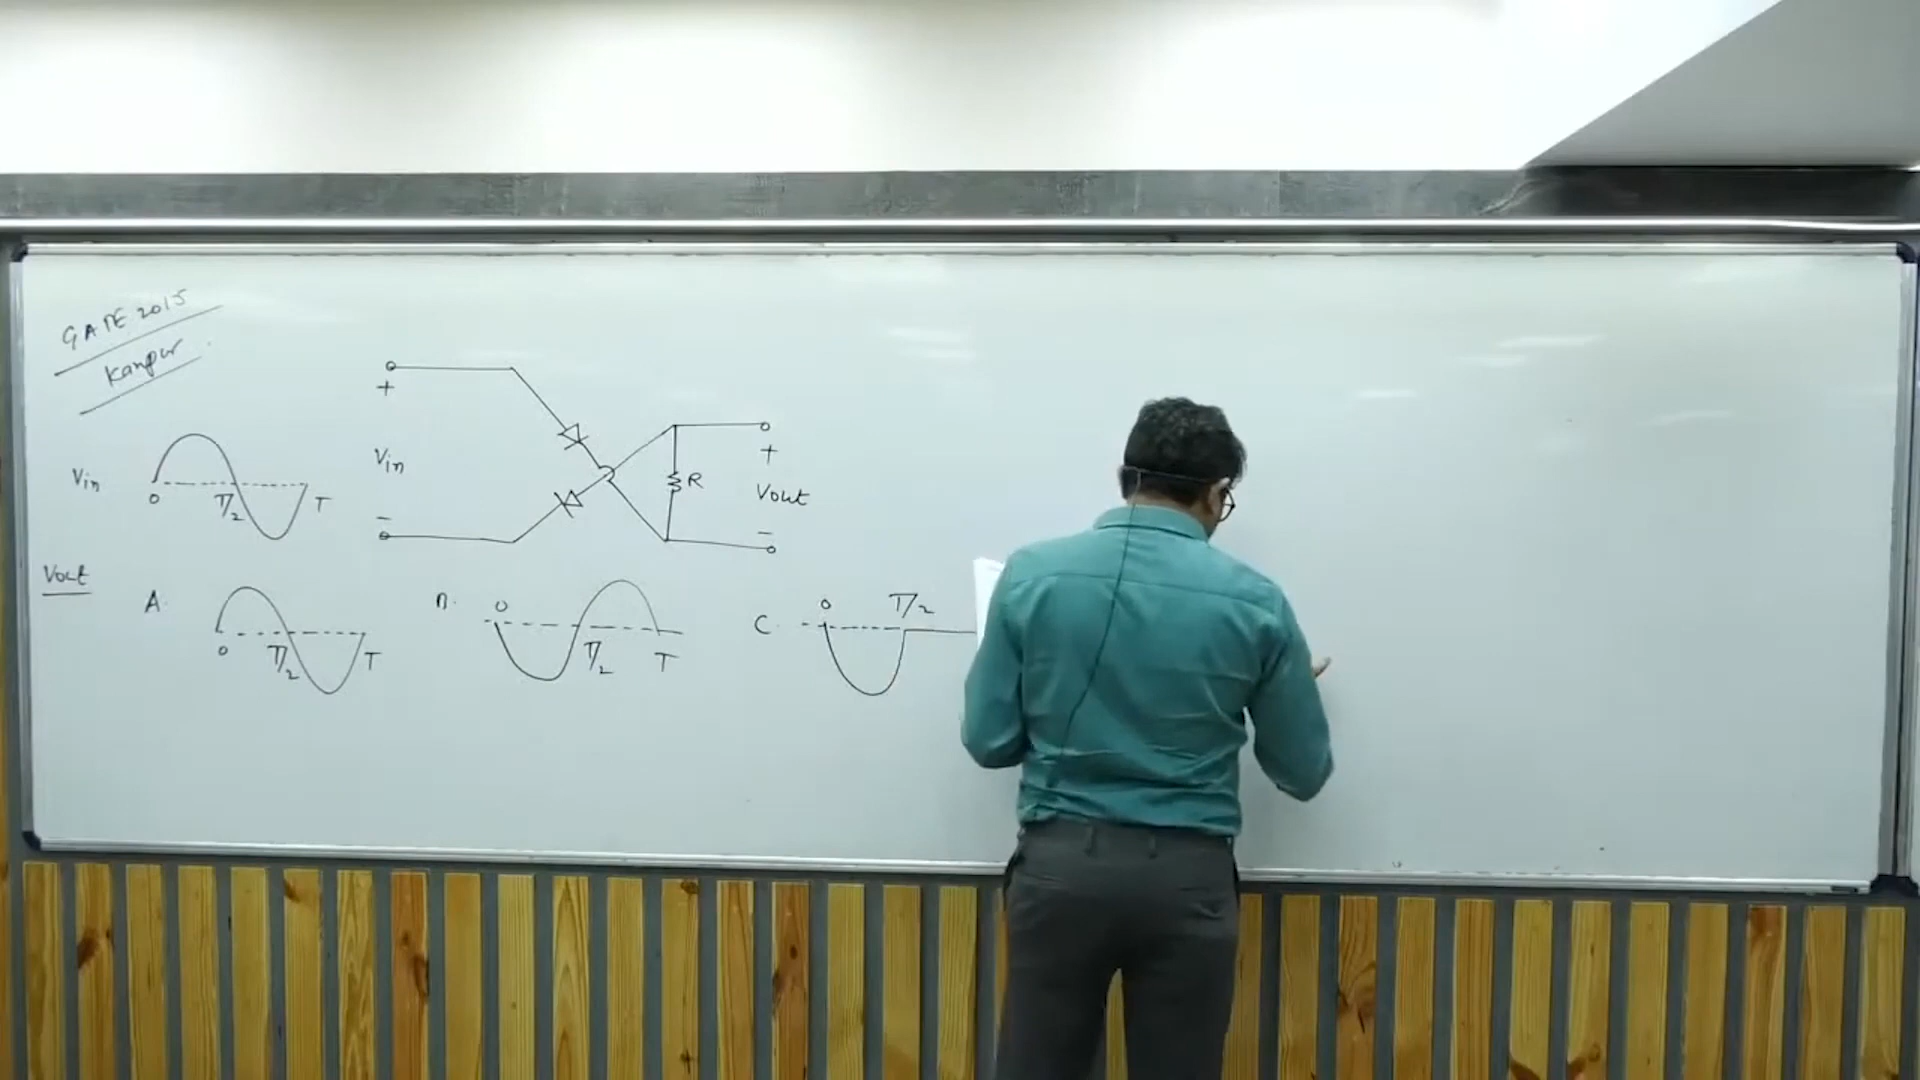 GATE 2015
Kanpur
+
Vin
-
R
+
Vout
-
Vin
0
T/2
T
Vout
A.
0
T/2
T
B.
0
T/2
T
C.
0
T/2